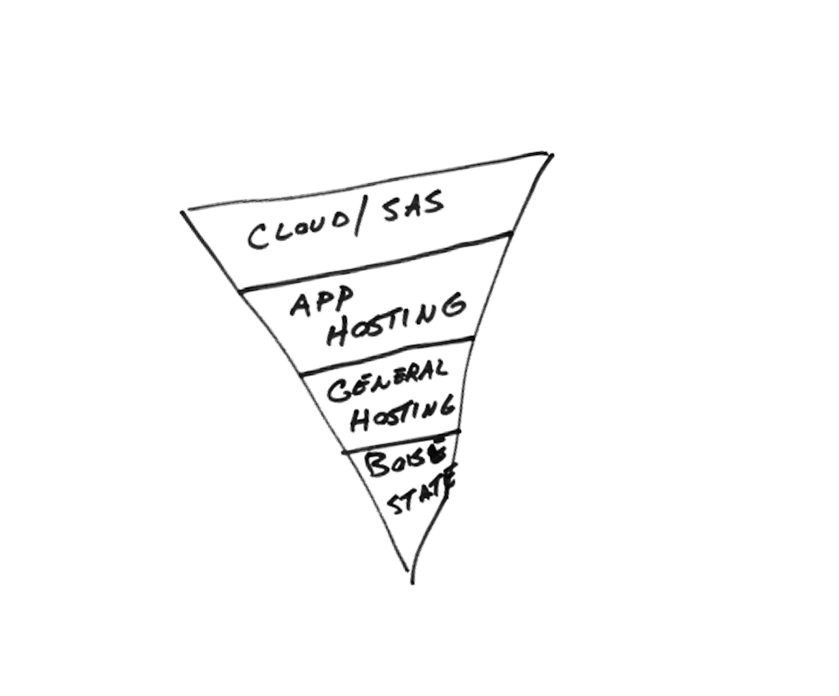 CLOUD/ SAS
APP
HOSTING
GENERAL
HOSTING
BOISE
STATE